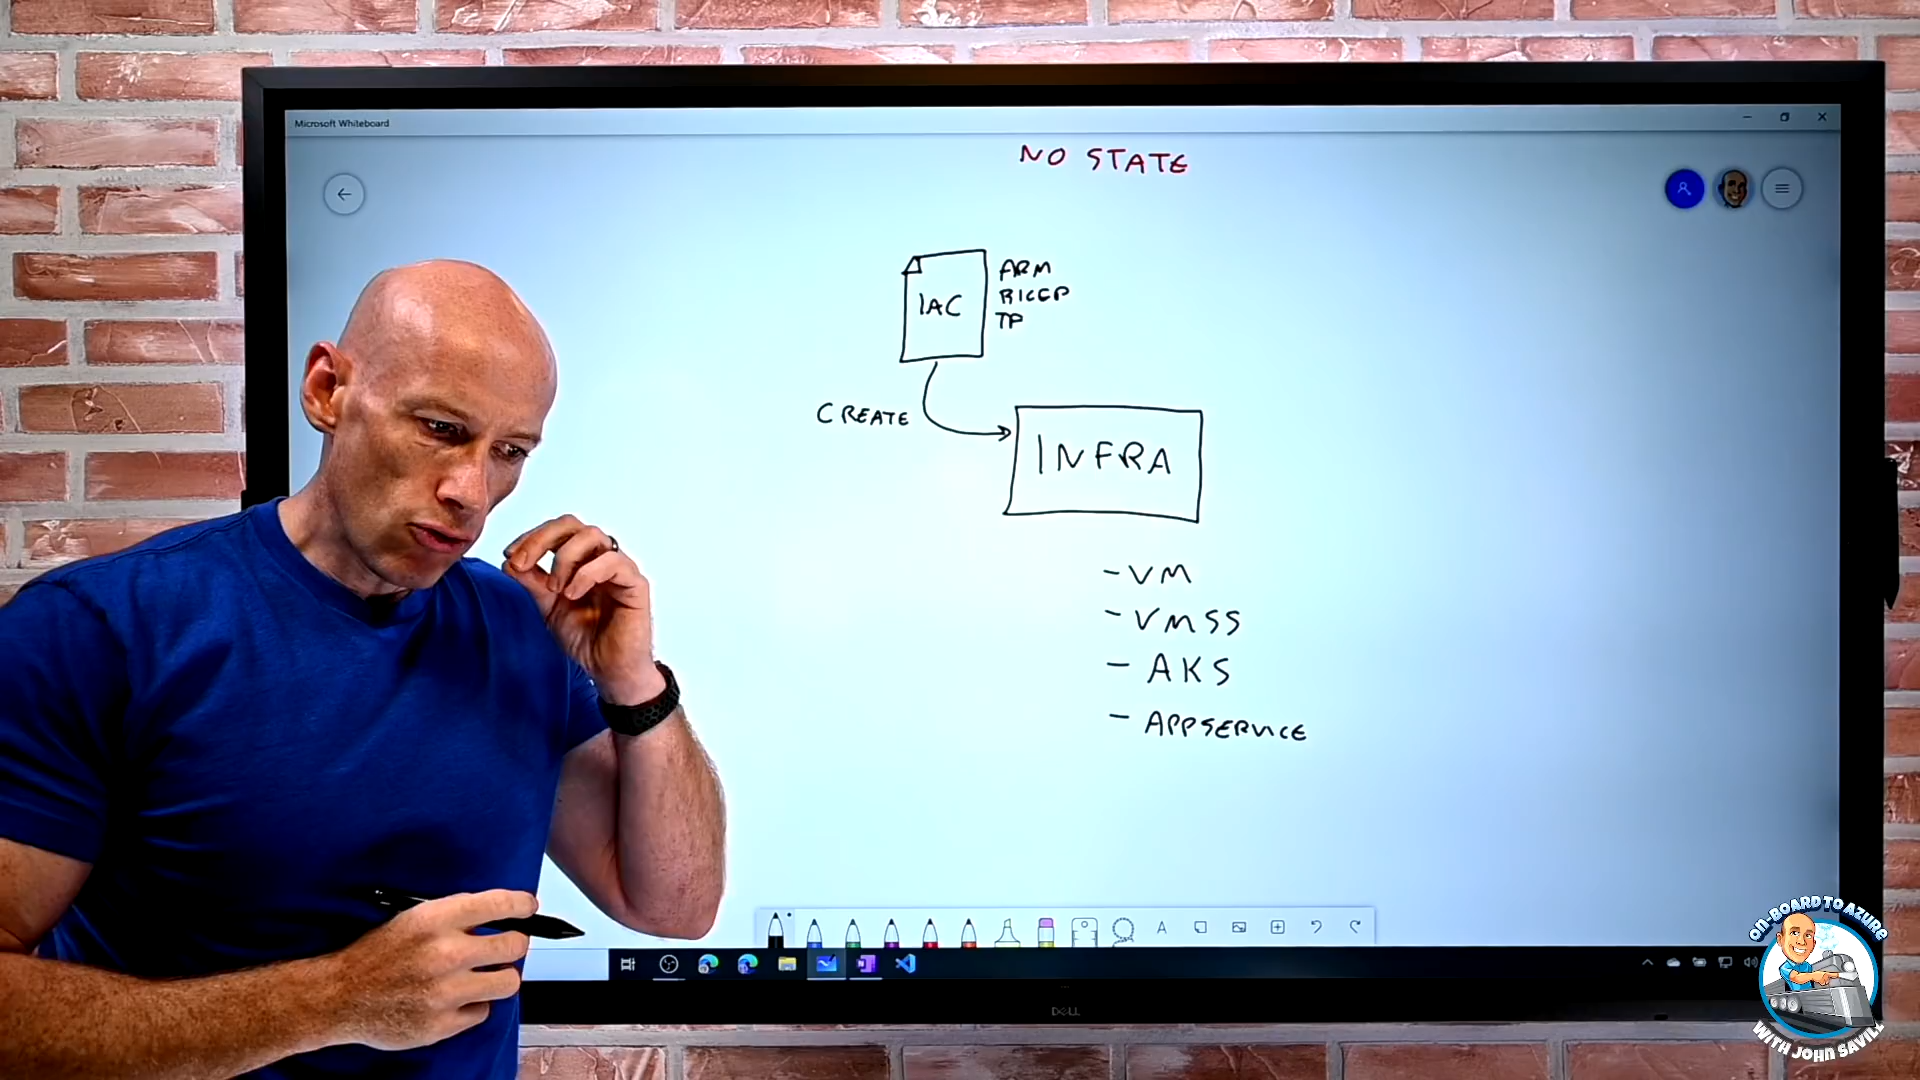 Microsoft Whiteboard
NO STATE
IAC
ARM
BICEP
TF
CREATE
INFRA
- VM
- VMSS
- AKS
- APPSERVICE
A
DELL
ON-BOARD TO AZURE
WITH JOHN SAVILL